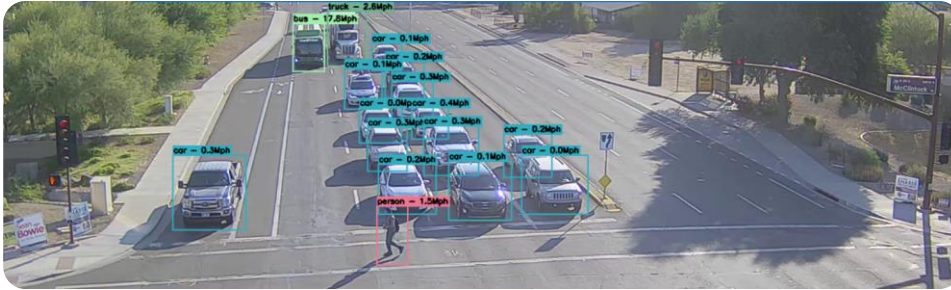 truck - 2.6Mph
bus - 17.8Mph
car - 0.1Mph
car - 0.2Mph
car - 0.1Mph
car - 0.3Mph
car - 0.0Mph
car - 0.4Mph
car - 0.3Mph
car - 0.3Mph
car - 0.2Mph
car - 0.3Mph
car - 0.2Mph
car - 0.1Mph
car - 0.0Mph
person - 1.5Mph
McClintock
Bowie